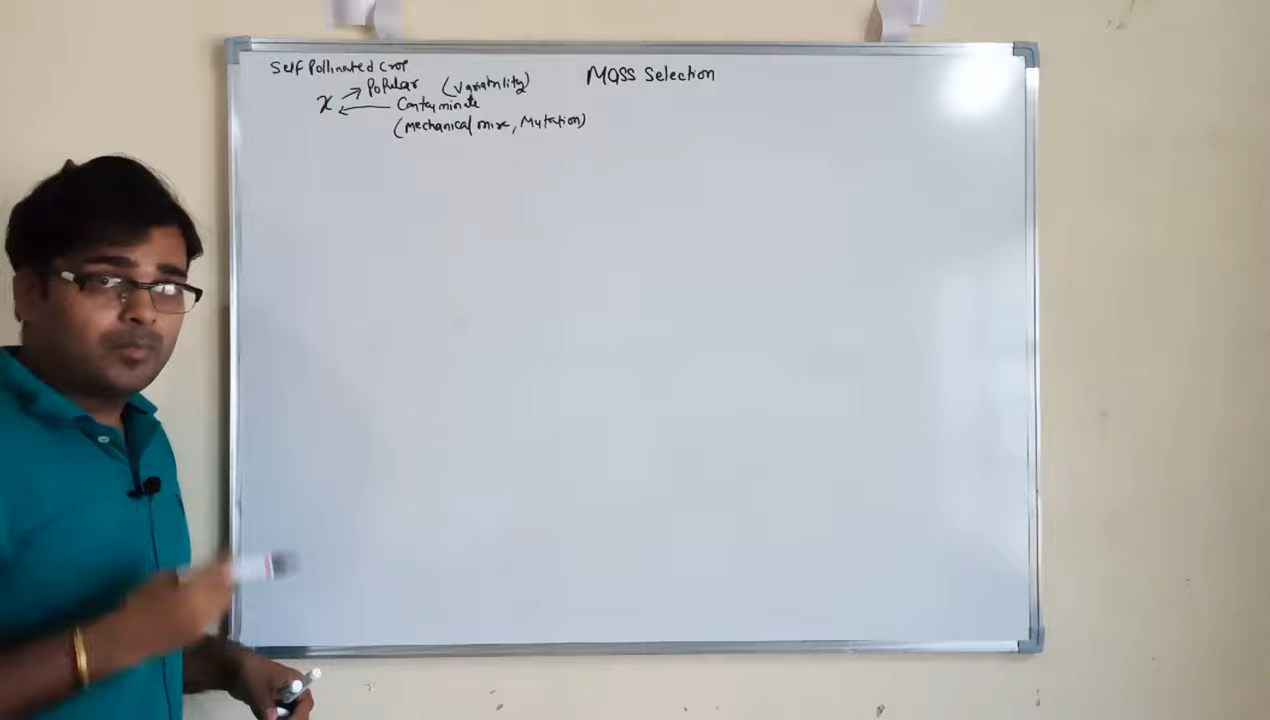 Self Pollinated Crop
Mass Selection
x → Popular (Variability)
← Contaminate
(Mechanical mix, Mutation)